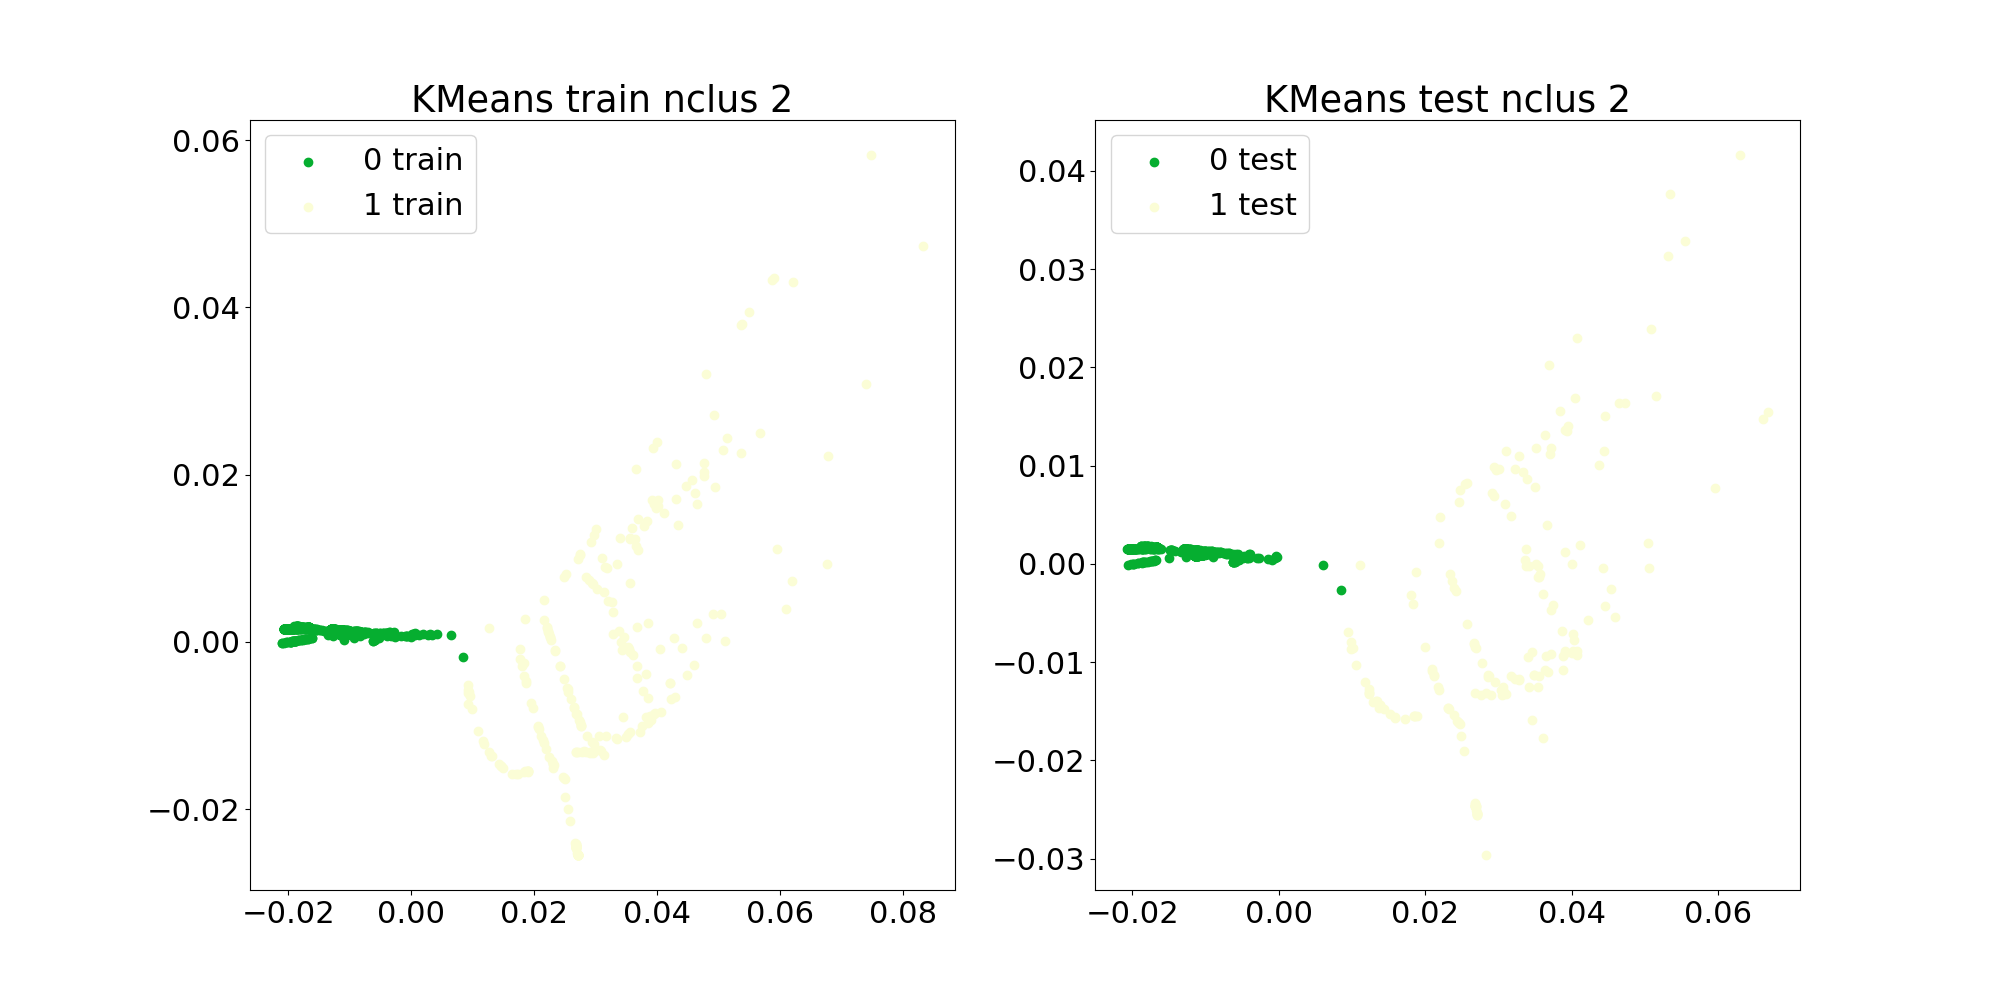 KMeans train nclus 2
0 train
1 train
0.06
0.04
0.02
0.00
−0.02
−0.02 0.00 0.02 0.04 0.06 0.08
KMeans test nclus 2
0 test
1 test
0.04
0.03
0.02
0.01
0.00
−0.01
−0.02
−0.03
−0.02 0.00 0.02 0.04 0.06